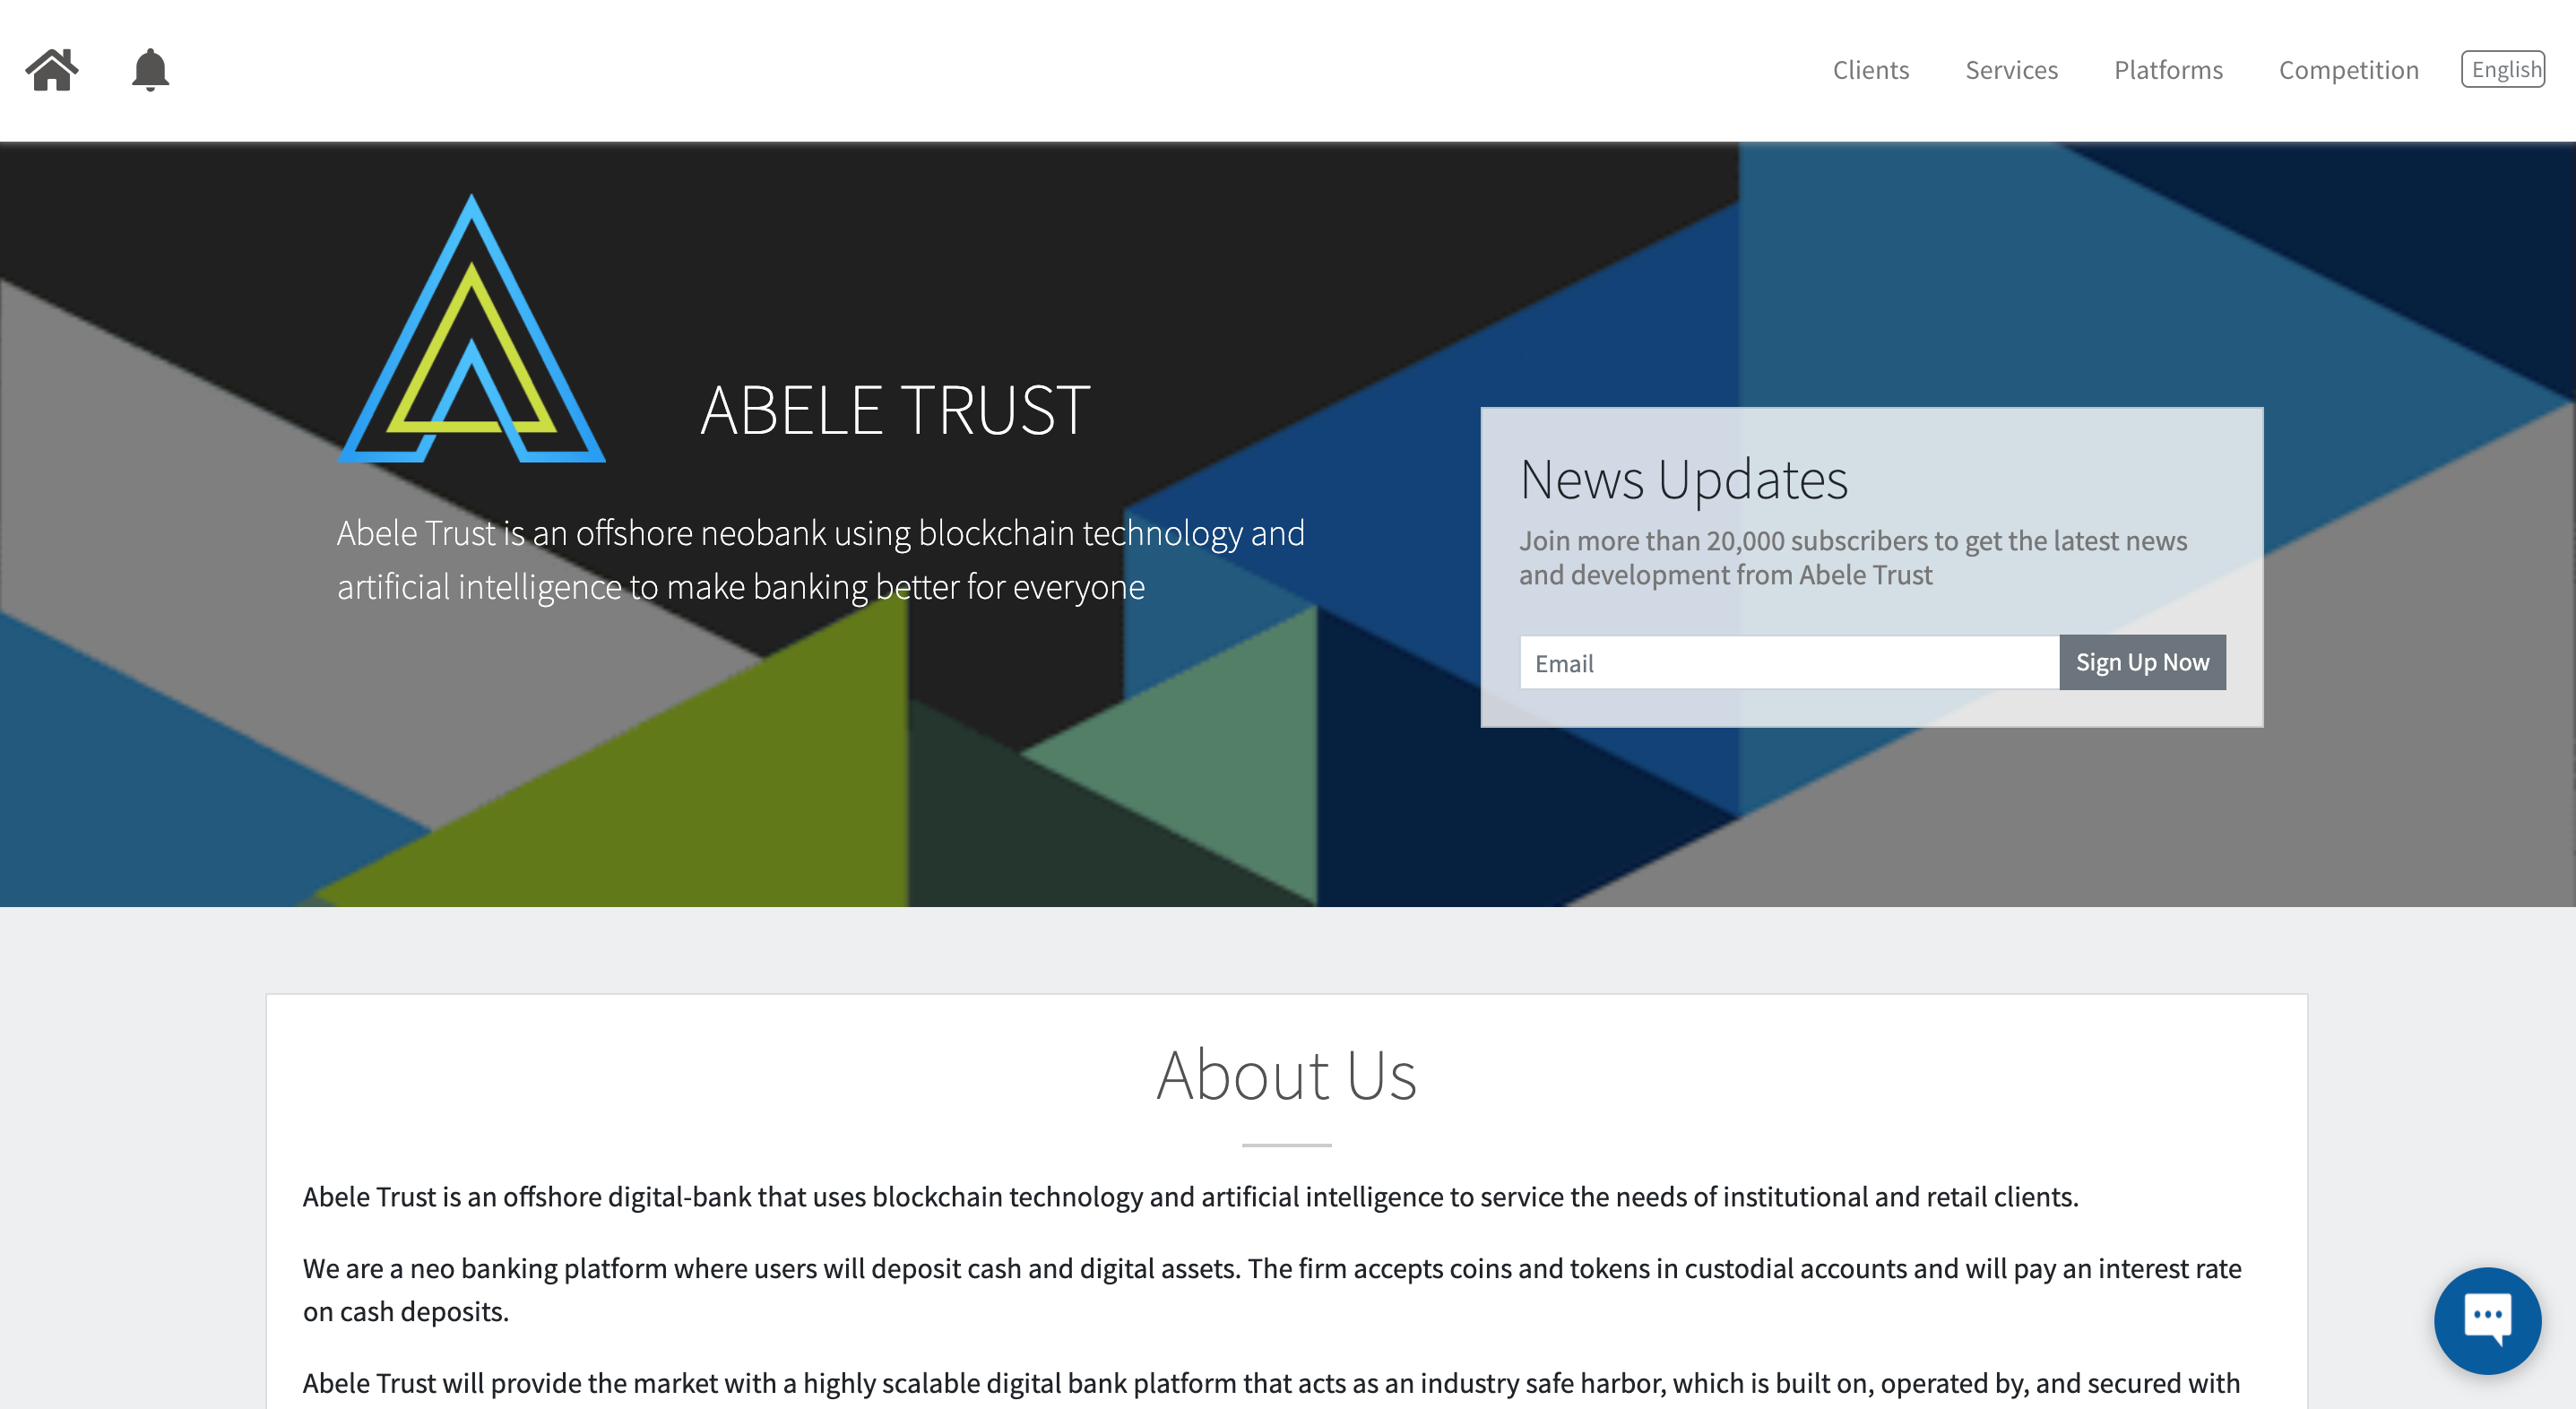 Clients Services Platforms Competition English
ABELE TRUST
Abele Trust is an offshore neobank using blockchain technology and
artificial intelligence to make banking better for everyone
News Updates
Join more than 20,000 subscribers to get the latest news
and development from Abele Trust
Email Sign Up Now
About Us
Abele Trust is an offshore digital-bank that uses blockchain technology and artificial intelligence to service the needs of institutional and retail clients.
We are a neo banking platform where users will deposit cash and digital assets. The firm accepts coins and tokens in custodial accounts and will pay an interest rate
on cash deposits.
Abele Trust will provide the market with a highly scalable digital bank platform that acts as an industry safe harbor, which is built on, operated by, and secured with